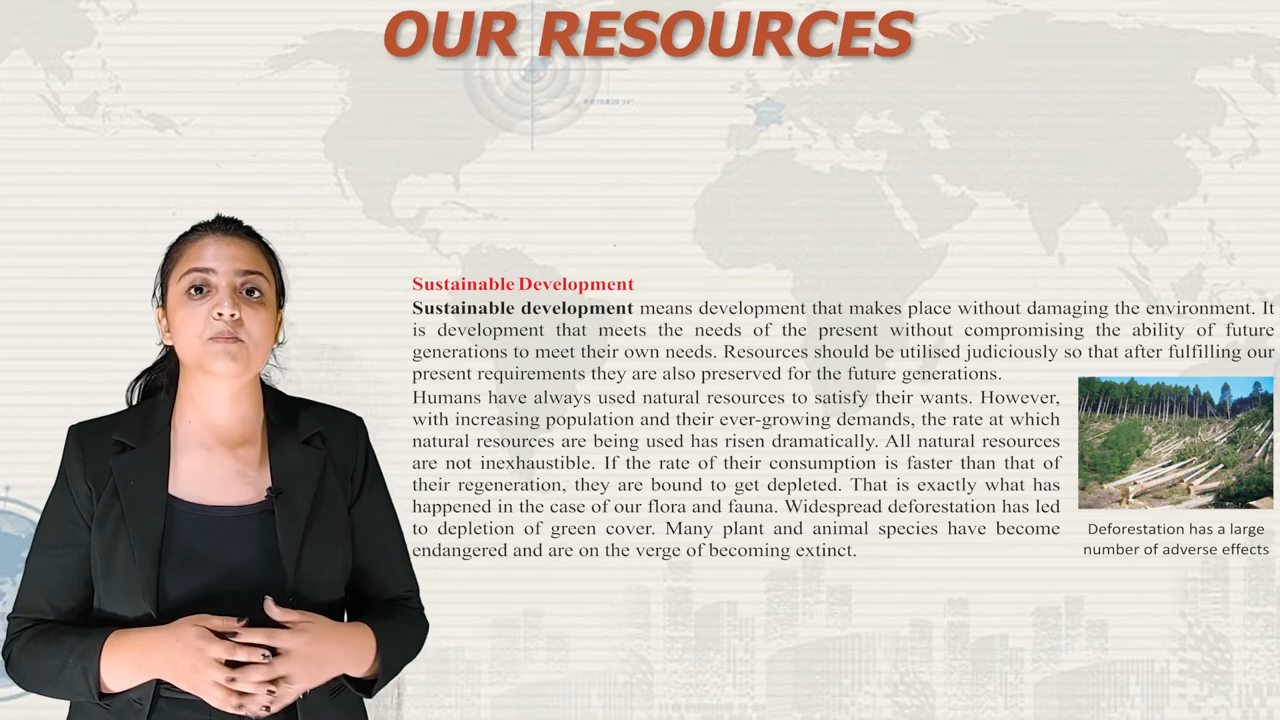 OUR RESOURCES
Sustainable Development
Sustainable development means development that makes place without damaging the environment. It
is development that meets the needs of the present without compromising the ability of future
generations to meet their own needs. Resources should be utilised judiciously so that after fulfilling our
present requirements they are also preserved for the future generations.
Humans have always used natural resources to satisfy their wants. However,
with increasing population and their ever-growing demands, the rate at which
natural resources are being used has risen dramatically. All natural resources
are not inexhaustible. If the rate of their consumption is faster than that of
their regeneration, they are bound to get depleted. That is exactly what has
happened in the case of our flora and fauna. Widespread deforestation has led
to depletion of green cover. Many plant and animal species have become
endangered and are on the verge of becoming extinct.
Deforestation has a large
number of adverse effects